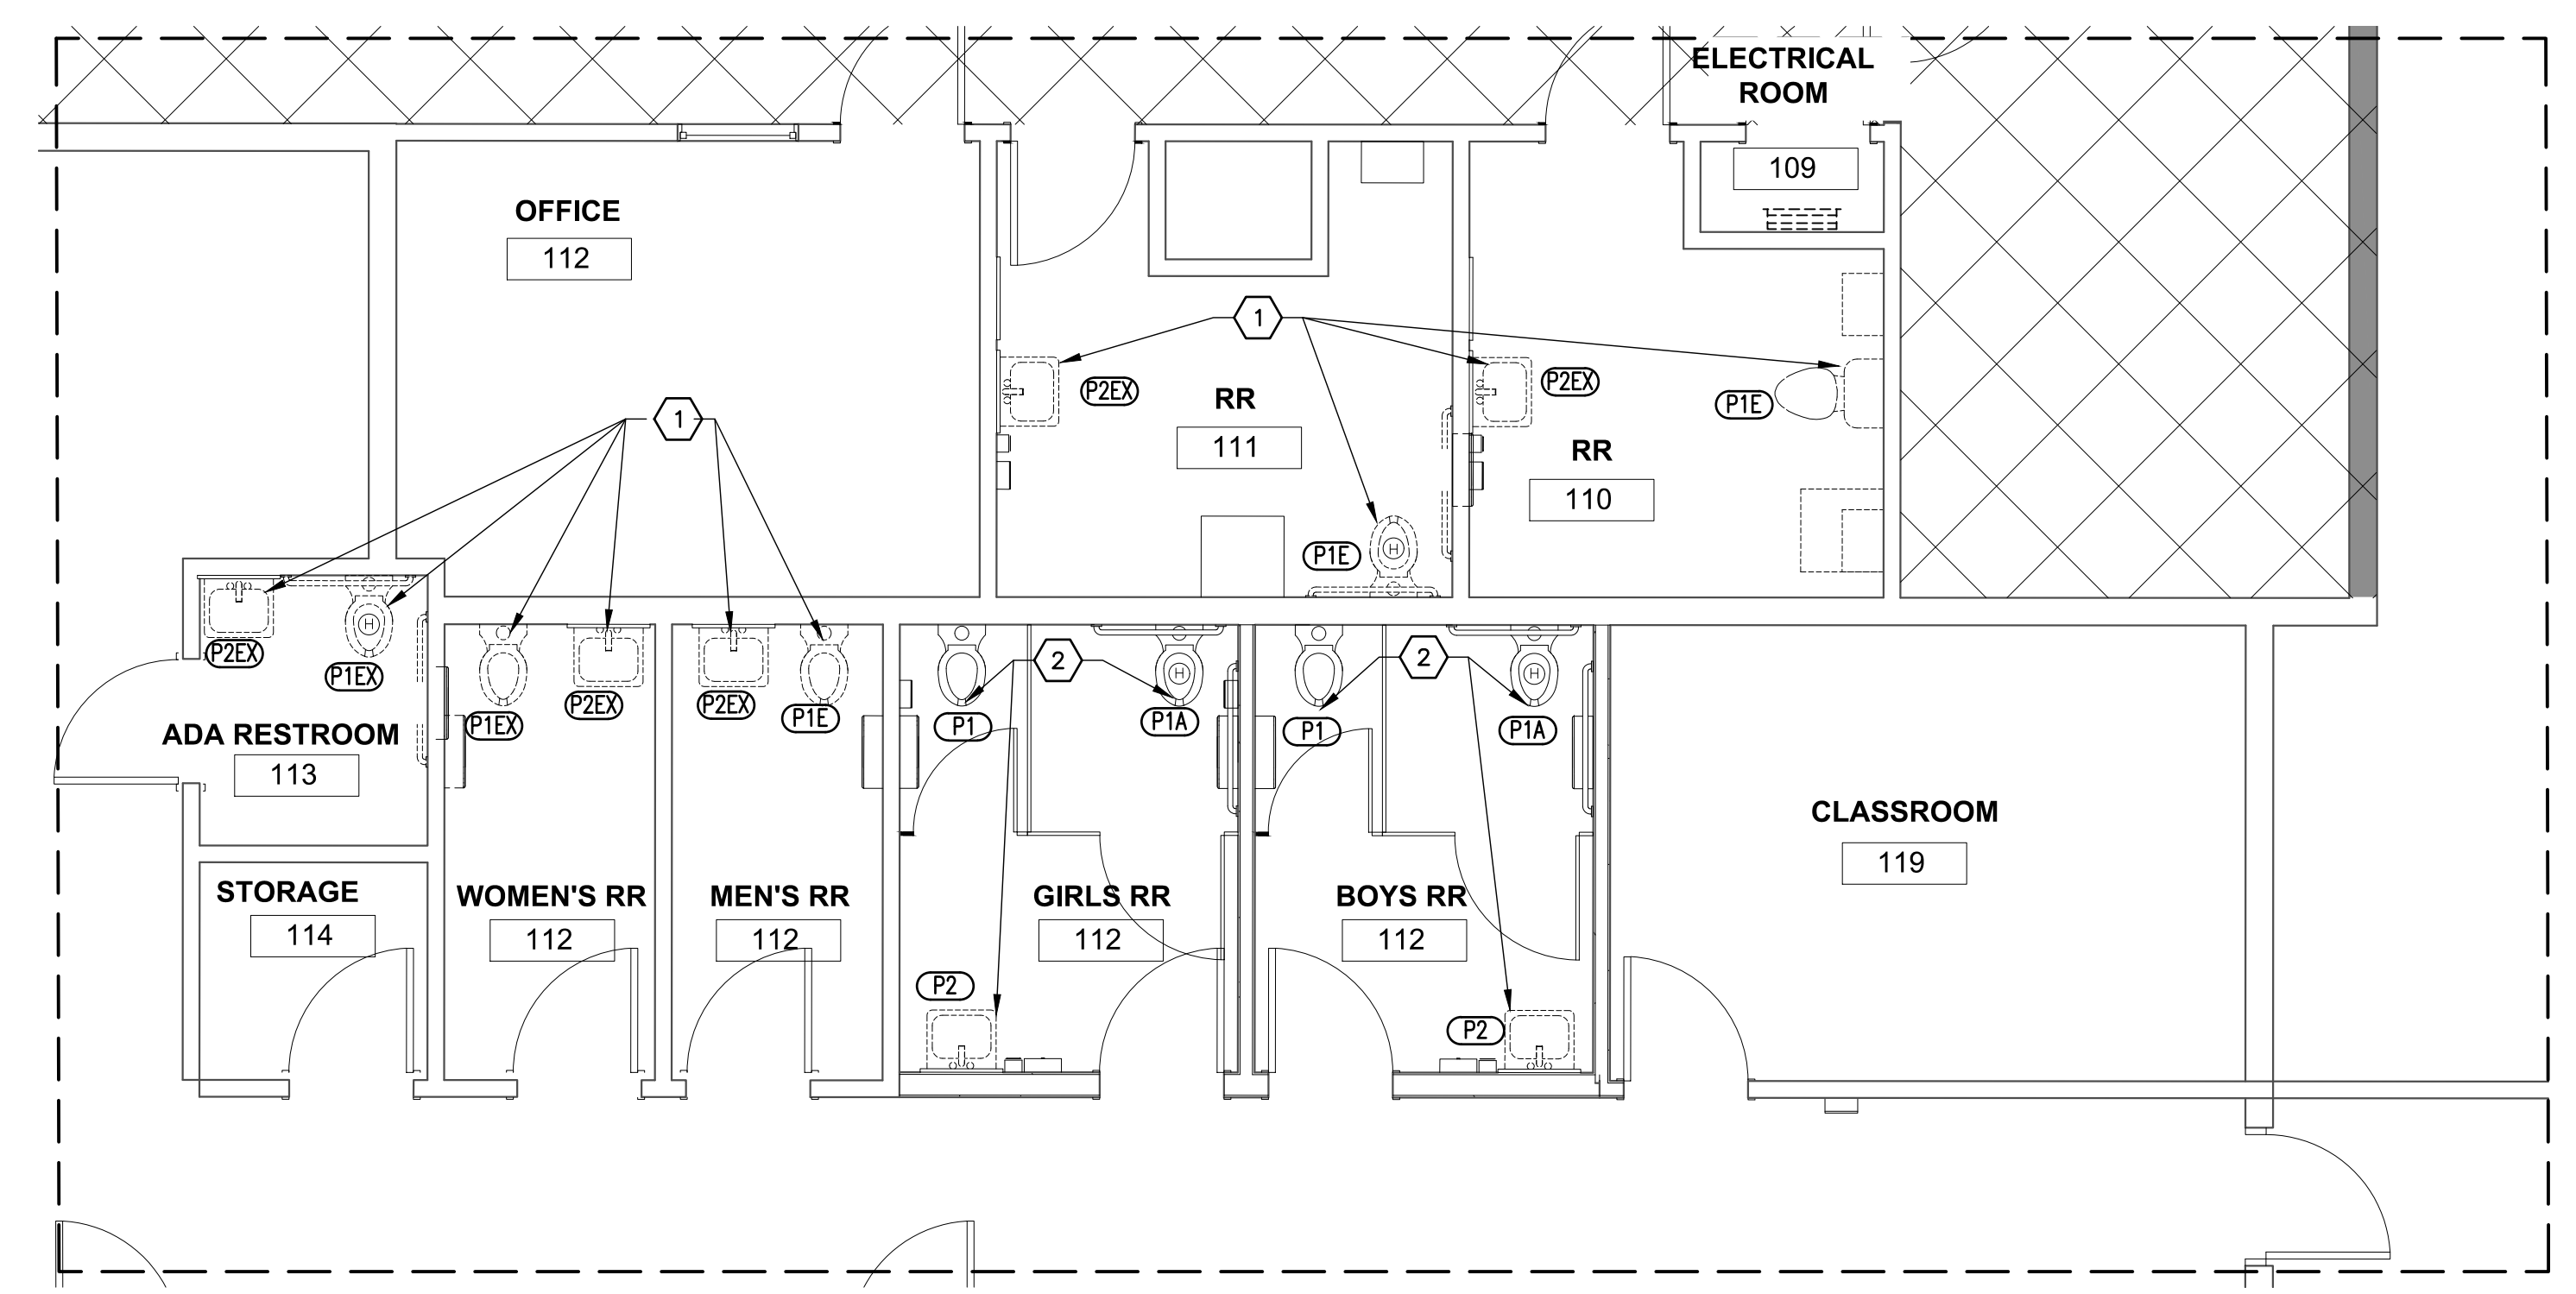 ELECTRICAL
ROOM
109
OFFICE
112
1
P2EX
RR
111
P1E
P2EX
RR
110
P1E
1
P2EX
P1EX
ADA RESTROOM
113
P1EX
P2EX
P2EX
P1E
2
P1
P1A
2
P1
P1A
CLASSROOM
119
STORAGE
114
WOMEN'S RR
112
MEN'S RR
112
GIRLS RR
112
BOYS RR
112
P2
P2
H
H
H
H